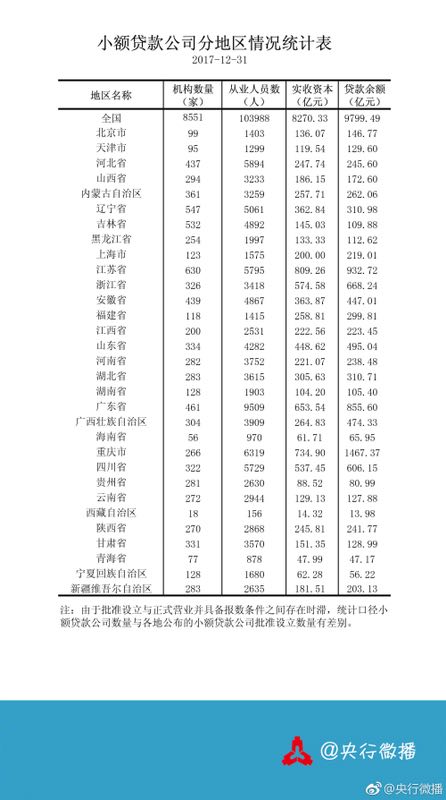 小额贷款公司分地区情况统计表
2017-12-31
地区名称 机构数量（家） 从业人员数（人） 实收资本（亿元） 贷款余额（亿元）
全国 8551 103988 8270.33 9799.49
北京市 99 1403 136.07 146.77
天津市 95 1299 119.54 129.60
河北省 437 5894 247.74 245.60
山西省 294 3233 186.15 172.60
内蒙古自治区 361 3259 257.71 262.06
辽宁省 547 5061 362.84 310.98
吉林省 532 4892 145.03 109.88
黑龙江省 254 1997 133.33 112.62
上海市 123 1575 200.00 219.01
江苏省 630 5795 809.26 932.72
浙江省 326 3418 574.58 668.24
安徽省 439 4867 363.87 447.01
福建省 118 1415 258.81 299.81
江西省 200 2531 222.56 223.45
山东省 334 4282 448.62 495.04
河南省 282 3752 221.07 238.48
湖北省 283 3615 305.63 310.71
湖南省 128 1903 104.20 105.40
广东省 461 9509 653.54 855.60
广西壮族自治区 304 3909 264.83 474.33
海南省 56 970 61.71 65.95
重庆市 266 6319 734.90 1467.37
四川省 322 5729 537.45 606.15
贵州省 281 2630 88.52 80.99
云南省 272 2944 129.13 127.88
西藏自治区 18 156 14.32 13.98
陕西省 270 2868 245.81 241.77
甘肃省 331 3570 151.35 128.99
青海省 77 878 47.99 47.17
宁夏回族自治区 128 1680 62.28 56.22
新疆维吾尔自治区 283 2635 181.51 203.13
注：由于批准设立与正式营业并具备报数条件之间存在时滞，统计口径小
额贷款公司数量与各地公布的小额贷款公司批准设立数量有差别。
@央行微播
@央行微播